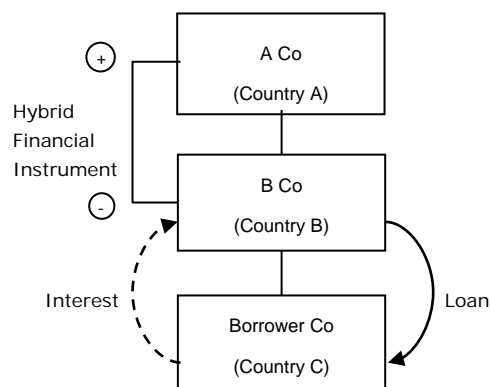 +
A Co
(Country A)
Hybrid
Financial
Instrument
B Co
-
(Country B)
Interest
Loan
Borrower Co
(Country C)